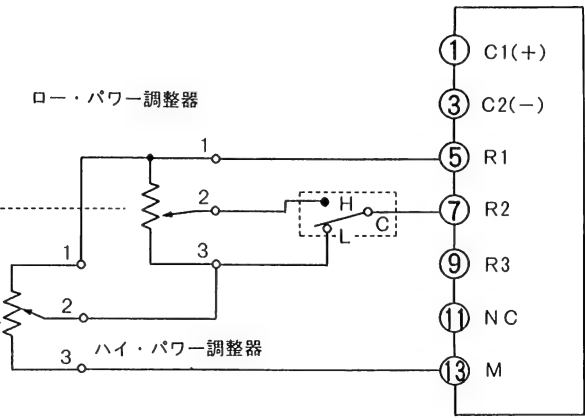 ① C1(+)
③ C2(−)
ロー・パワー調整器
1
⑤ R1
2
H
C
⑦ R2
L
3
1
⑨ R3
2
⑪ NC
3
ハイ・パワー調整器
⑬ M